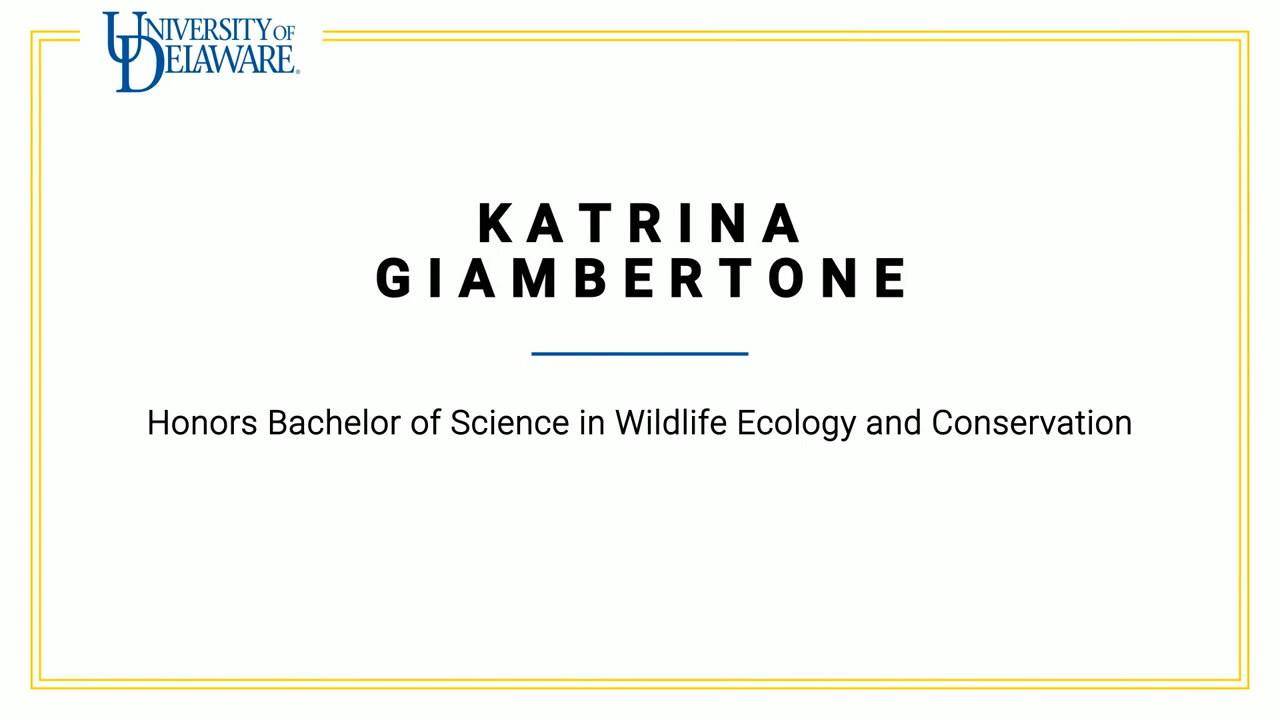 UNIVERSITY OF
DELAWARE®
KATRINA
GIAMBERTONE
Honors Bachelor of Science in Wildlife Ecology and Conservation